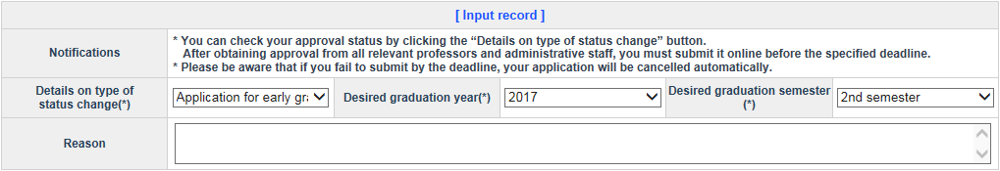 [ Input record ]
Notifications
* You can check your approval status by clicking the “Details on type of status change” button.
After obtaining approval from all relevant professors and administrative staff, you must submit it online before the specified deadline.
* Please be aware that if you fail to submit by the deadline, your application will be cancelled automatically.
Details on type of
status change(*)
Application for early gra
Desired graduation year(*)
2017
Desired graduation semester
(*)
2nd semester
Reason